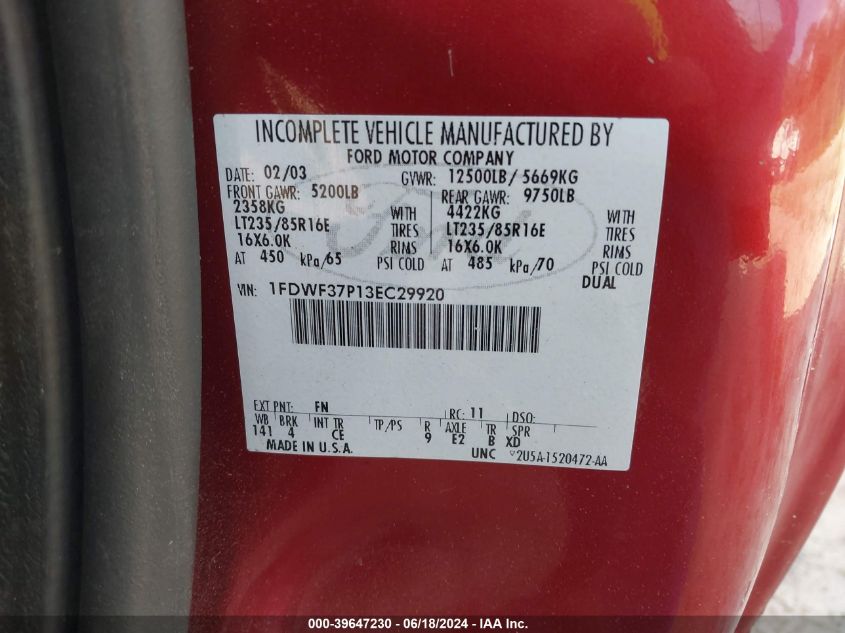 INCOMPLETE VEHICLE MANUFACTURED BY
FORD MOTOR COMPANY
DATE: 02/03 GVWR: 12500LB/ 5669KG
FRONT GAWR: 5200LB REAR GAWR: 9750LB
2358KG WITH 4422KG WITH
LT235/85R16E TIRES LT235/85R16E TIRES
16X6.0K RIMS 16X6.0K RIMS
AT 450 kPa/65 PSI COLD AT 485 kPa/70 PSI COLD
DUAL
VIN: 1FDWF37P13EC29920
Ford
EXT PNT: FN RC: 11 DSO:
WB BRK INT TR TP/PS R AXLE TR SPR
141 4 CE 9 E2 B XD
MADE IN U.S.A. UNC 2U5A-1520472-AA
000-39647230 - 06/18/2024 - IAA Inc.